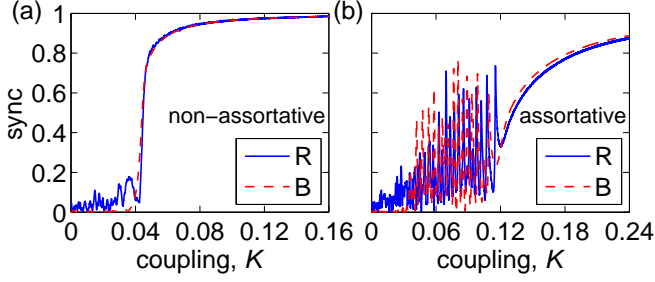 (a)
(b)
1
0.8
0.6
0.4
0.2
0
sync
non−assortative
R
B
0 0.04 0.08 0.12 0.16
coupling, K
assortative
R
B
0 0.06 0.12 0.18 0.24
coupling, K